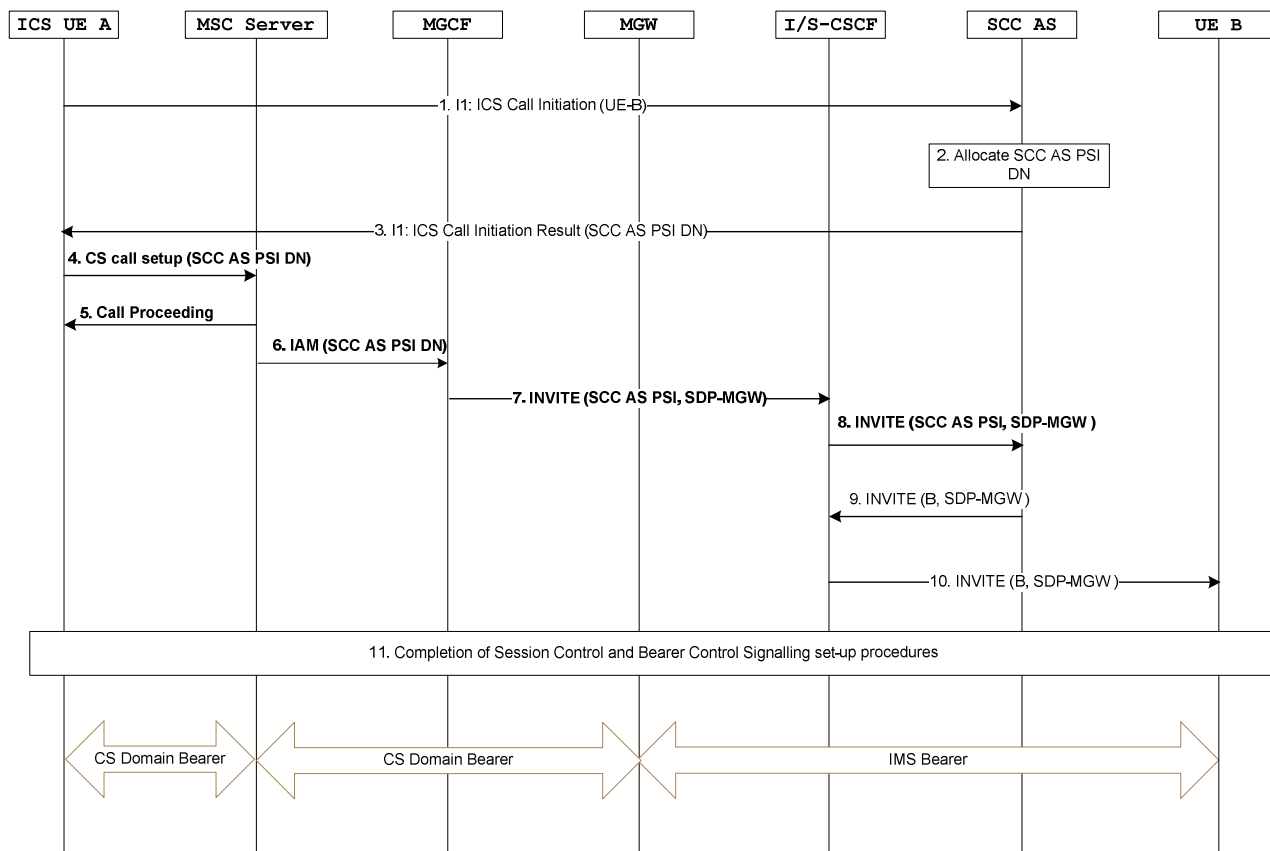 ICS UE A
MSC Server
MGCF
MGW
I/S-CSCF
SCC AS
UE B
1. I1: ICS Call Initiation (UE-B)
2. Allocate SCC AS PSI
DN
3. I1: ICS Call Initiation Result (SCC AS PSI DN)
4. CS call setup (SCC AS PSI DN)
5. Call Proceeding
6. IAM (SCC AS PSI DN)
7. INVITE (SCC AS PSI, SDP-MGW)
8. INVITE (SCC AS PSI, SDP-MGW )
9. INVITE (B, SDP-MGW )
10. INVITE (B, SDP-MGW )
11. Completion of Session Control and Bearer Control Signalling set-up procedures
CS Domain Bearer
CS Domain Bearer
IMS Bearer